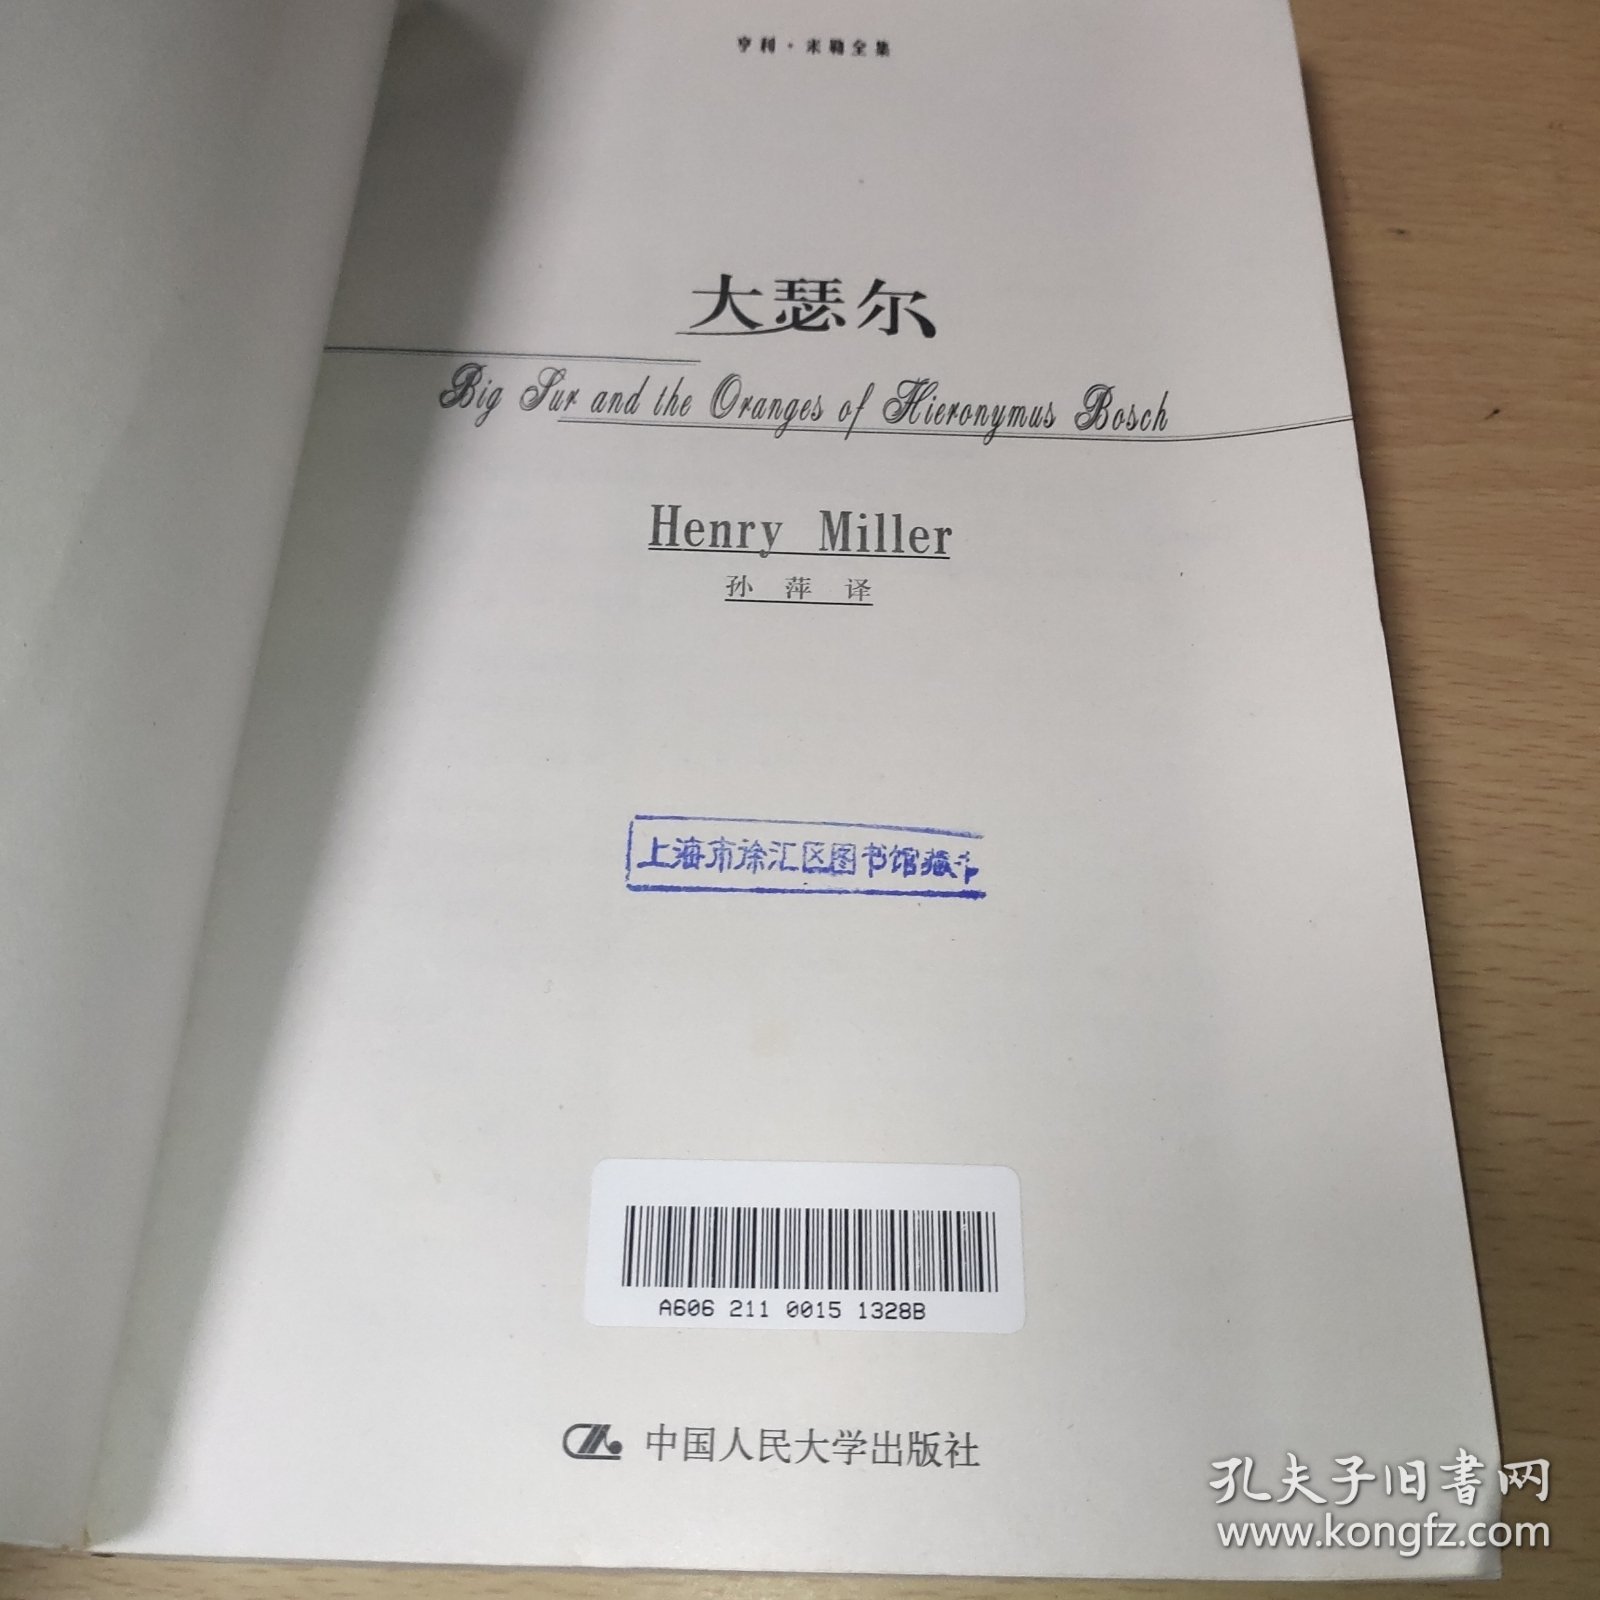 亨利·米勒全集
大瑟尔
Big Sur and the Oranges of Hieronymus Bosch
Henry Miller
孙萍译
上海市徐汇区图书馆藏书
A606 211 0015 1328B
中国人民大学出版社
孔夫子旧书网
www.kongfz.com